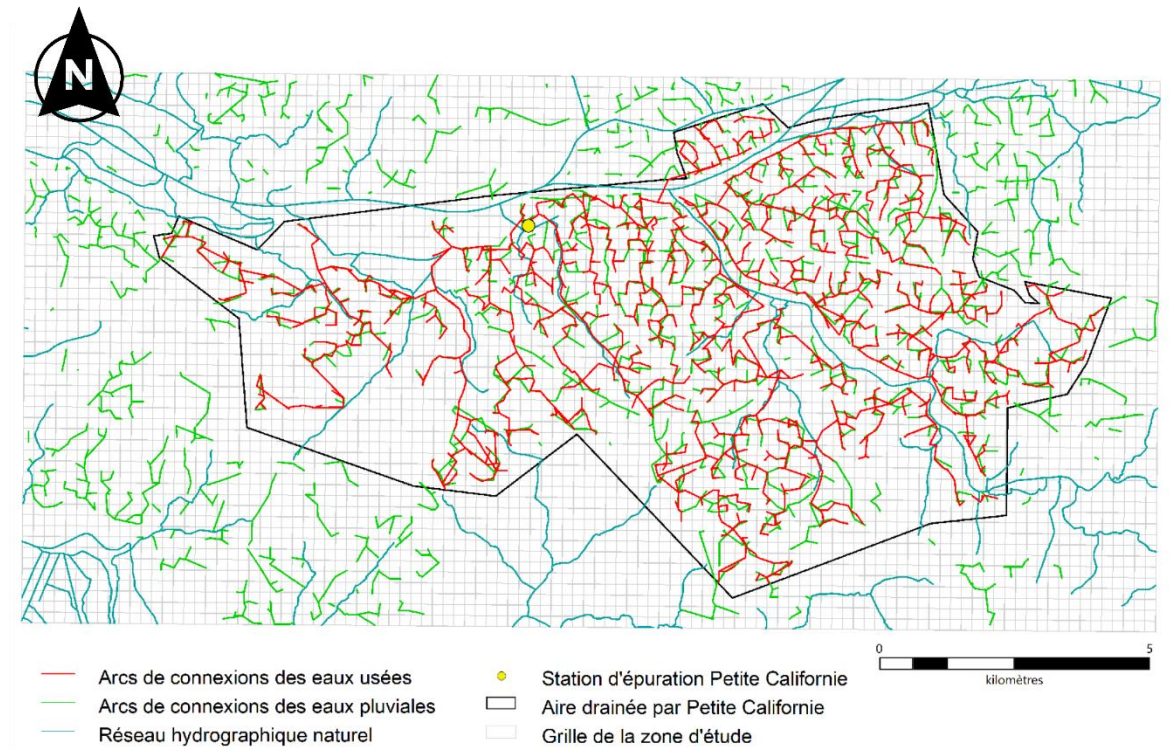 N
0 5
kilomètres
Arcs de connexions des eaux usées
Arcs de connexions des eaux pluviales
Réseau hydrographique naturel
Station d'épuration Petite Californie
Aire drainée par Petite Californie
Grille de la zone d'étude